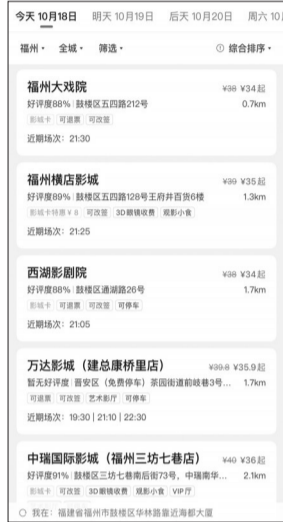 今天 10月18日 明天 10月19日 后天 10月20日 周六 10月
福州 全城 筛选 综合排序
福州大戏院 ¥38 ¥34起
好评度88% 鼓楼区五四路212号 0.7km
影城卡 可退票 可改签
近期场次：21:30
福州横店影城 ¥39 ¥35起
好评度89% 鼓楼区五四路128号王府井百货6楼 1.3km
影城卡特惠¥8 可改签 3D眼镜收费 观影小食
近期场次：21:25
西湖影剧院 ¥38 ¥34起
好评度88% 鼓楼区通湖路26号 1.7km
影城卡 可退票 可改签 可停车
近期场次：21:05
万达影城（建总康桥里店） ¥39.8 ¥35.9起
暂无好评度 晋安区（免费停车）茶园街道前岐巷3号... 1.7km
可退票 可改签 艺术影厅 可停车
近期场次：19:30 | 21:10 | 22:30
中瑞国际影城（福州三坊七巷店） ¥40 ¥36起
好评度91% 鼓楼区三坊七巷南后街73号，中瑞南华... 2.1km
影城卡 可改签 3D眼镜收费 观影小食 VIP厅
我在：福建省福州市鼓楼区华林路靠近海都大厦